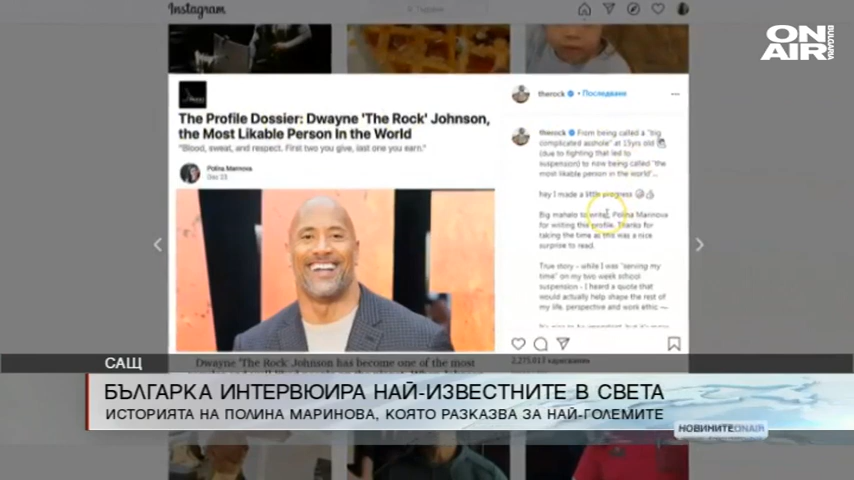 Instagram
ON
AIR
BULGARIA
The Profile Dossier: Dwayne 'The Rock' Johnson,
the Most Likable Person in the World
"Blood, sweat, and respect. First two you give, last one you earn."
Polina Marinova
Dec 23
therock • Последване
therock From being called a "big
complicated asshole" at 15yrs old
(due to fighting that led to
suspension) to now being called "the
most likable person in the world"...
hey I made a little progress
Big mahalo to writer, Polina Marinova
for writing this profile. Thanks for
taking the time as this was a nice
surprise to read.
True story - while I was "serving my
time" on my two week school
suspension - I heard a quote that
would actually help shape the rest of
my life, perspective and work ethic ~
Dwayne 'The Rock' Johnson has become one of the most
САЩ
БЪЛГАРКА ИНТЕРВЮИРА НАЙ-ИЗВЕСТНИТЕ В СВЕТА
ИСТОРИЯТА НА ПОЛИНА МАРИНОВА, КОЯТО РАЗКАЗВА ЗА НАЙ-ГОЛЕМИТЕ
НОВИНИТЕ ONAIR